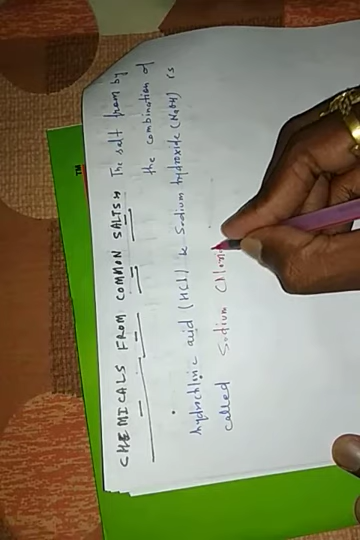 CHEMICALS FROM COMMON SALTS:- The salt from by
the combination of
hydrochloric acid (HCl) & Sodium hydroxide (NaOH) is
called Sodium Chlori
TM